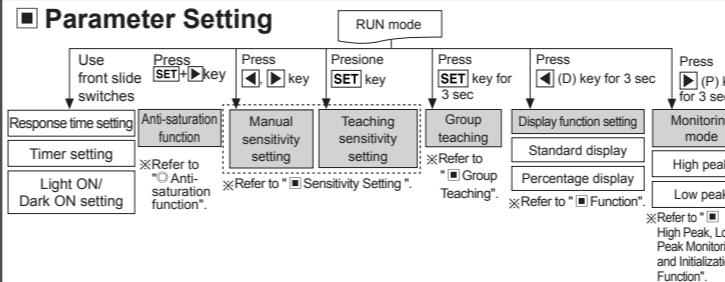 ▣ Parameter Setting
RUN mode
Use
front slide
switches
Press
SET+▶key
Press
◀, ▶ key
Presione
SET key
Press
SET key for
3 sec
Press
◀ (D) key for 3 sec
Press
▶ (P) k
for 3 se
Response time setting
Timer setting
Light ON/
Dark ON setting
Anti-saturation
function
※Refer to
"◎ Anti-
saturation
function".
Manual
sensitivity
setting
Teaching
sensitivity
setting
※Refer to "▣ Sensitivity Setting ".
Group
teaching
※Refer to
"▣ Group
Teaching".
Display function setting
Standard display
Percentage display
※Refer to "▣ Function".
Monitorin
mode
High peak
Low peak
※Refer to "▣
High Peak, Lo
Peak Monitori
and Initializati
Function".